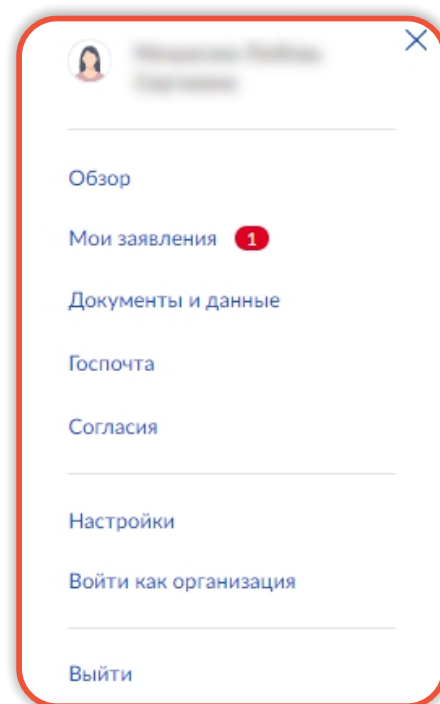 Обзор
Мои заявления 1
Документы и данные
Госпочта
Согласия
Настройки
Войти как организация
Выйти